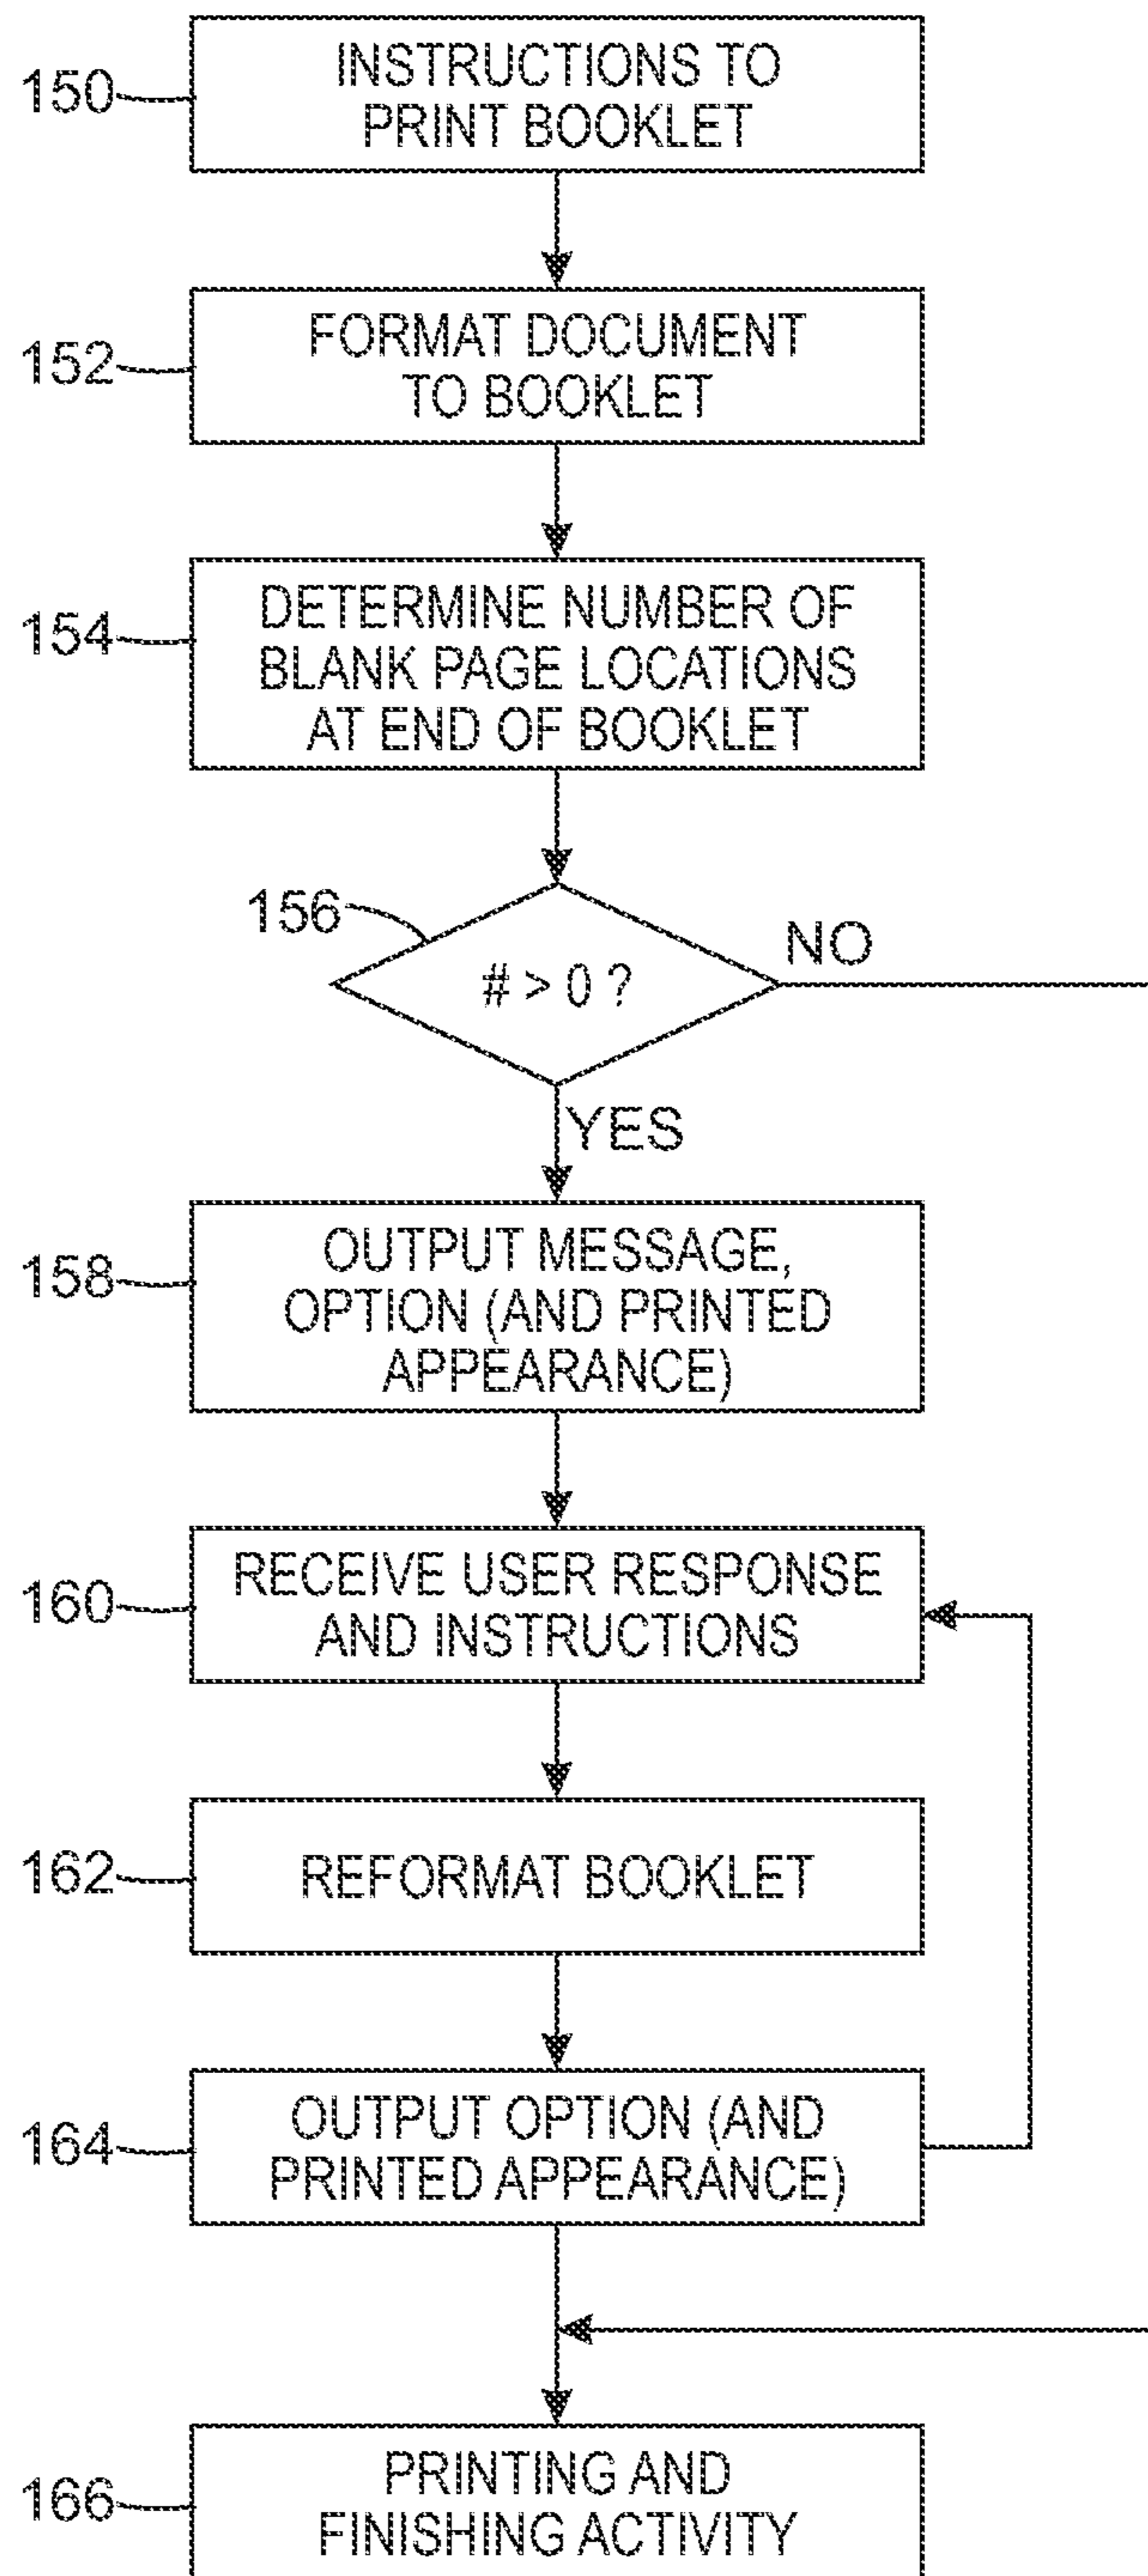 150
INSTRUCTIONS TO
PRINT BOOKLET
152
FORMAT DOCUMENT
TO BOOKLET
154
DETERMINE NUMBER OF
BLANK PAGE LOCATIONS
AT END OF BOOKLET
156
# > 0 ?
NO
YES
158
OUTPUT MESSAGE,
OPTION (AND PRINTED
APPEARANCE)
160
RECEIVE USER RESPONSE
AND INSTRUCTIONS
162
REFORMAT BOOKLET
164
OUTPUT OPTION (AND
PRINTED APPEARANCE)
166
PRINTING AND
FINISHING ACTIVITY